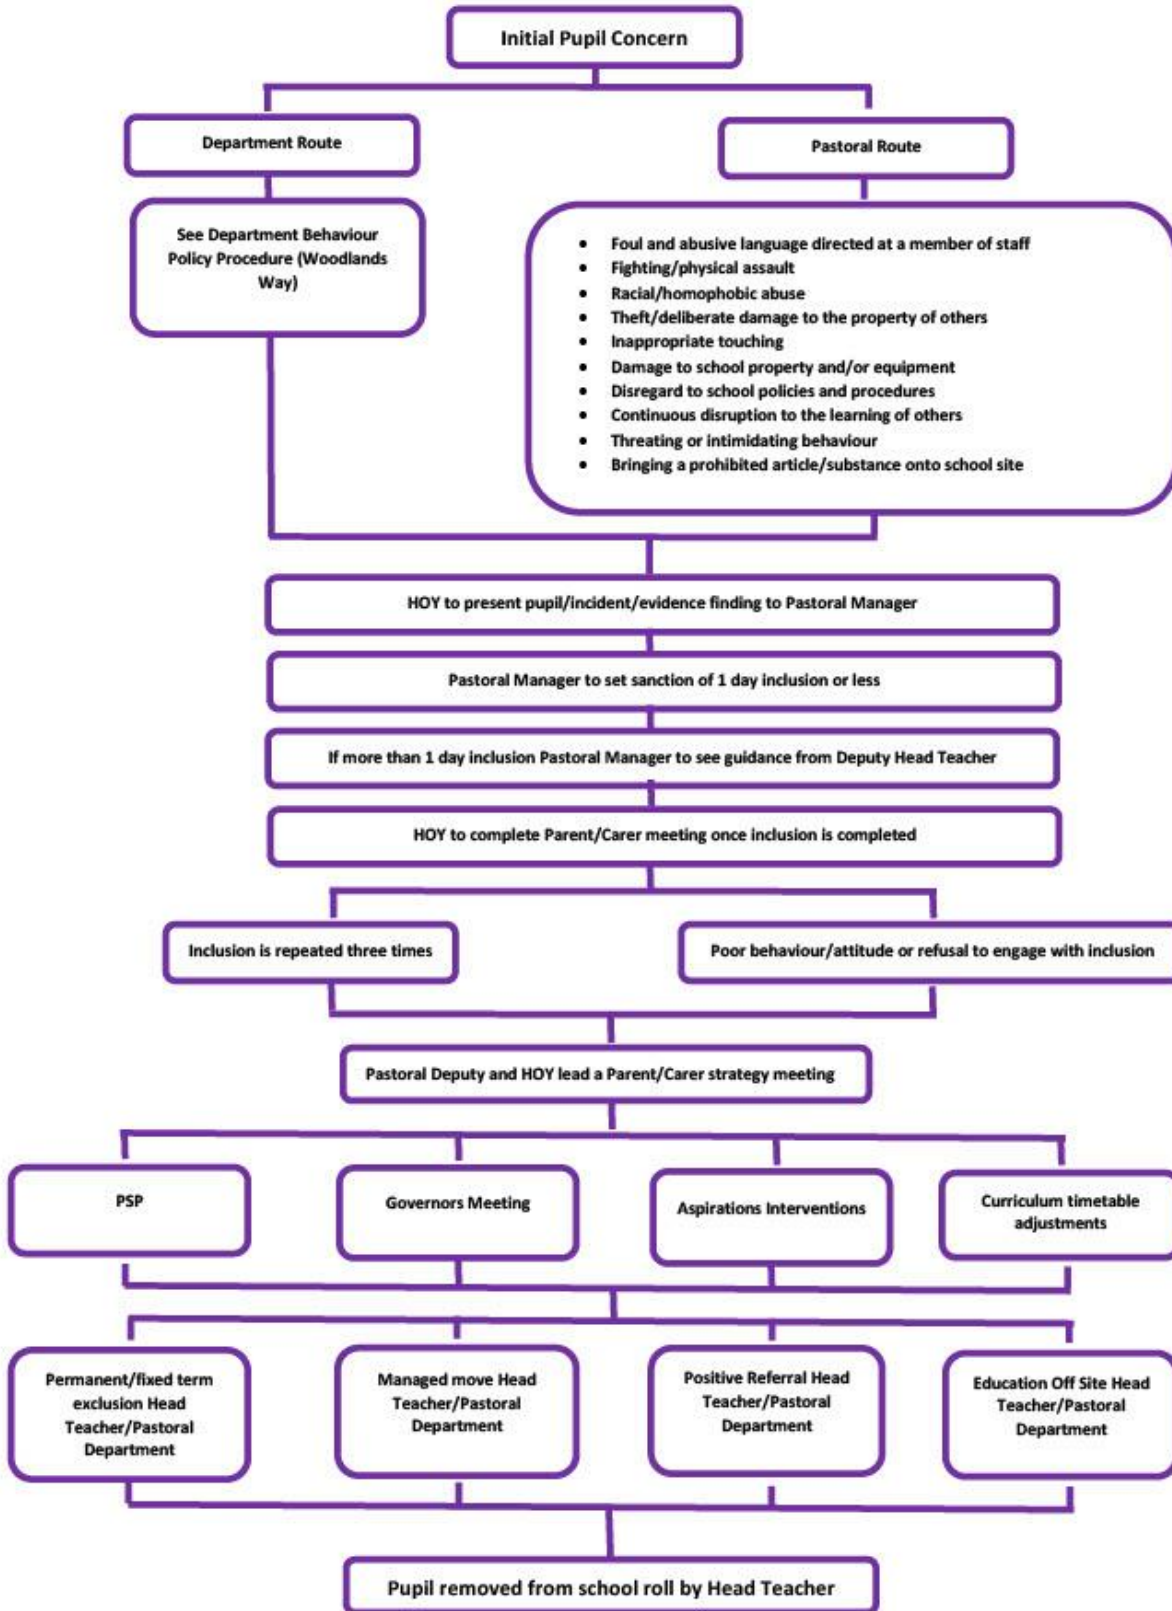 Initial Pupil Concern
Department Route
Pastoral Route
See Department Behaviour
Policy Procedure (Woodlands
Way)
• Foul and abusive language directed at a member of staff
• Fighting/physical assault
• Racial/homophobic abuse
• Theft/deliberate damage to the property of others
• Inappropriate touching
• Damage to school property and/or equipment
• Disregard to school policies and procedures
• Continuous disruption to the learning of others
• Threating or intimidating behaviour
• Bringing a prohibited article/substance onto school site
HOY to present pupil/incident/evidence finding to Pastoral Manager
Pastoral Manager to set sanction of 1 day inclusion or less
If more than 1 day inclusion Pastoral Manager to see guidance from Deputy Head Teacher
HOY to complete Parent/Carer meeting once inclusion is completed
Inclusion is repeated three times
Poor behaviour/attitude or refusal to engage with inclusion
Pastoral Deputy and HOY lead a Parent/Carer strategy meeting
PSP
Governors Meeting
Aspirations Interventions
Curriculum timetable
adjustments
Permanent/fixed term
exclusion Head
Teacher/Pastoral
Department
Managed move Head
Teacher/Pastoral
Department
Positive Referral Head
Teacher/Pastoral
Department
Education Off Site Head
Teacher/Pastoral
Department
Pupil removed from school roll by Head Teacher